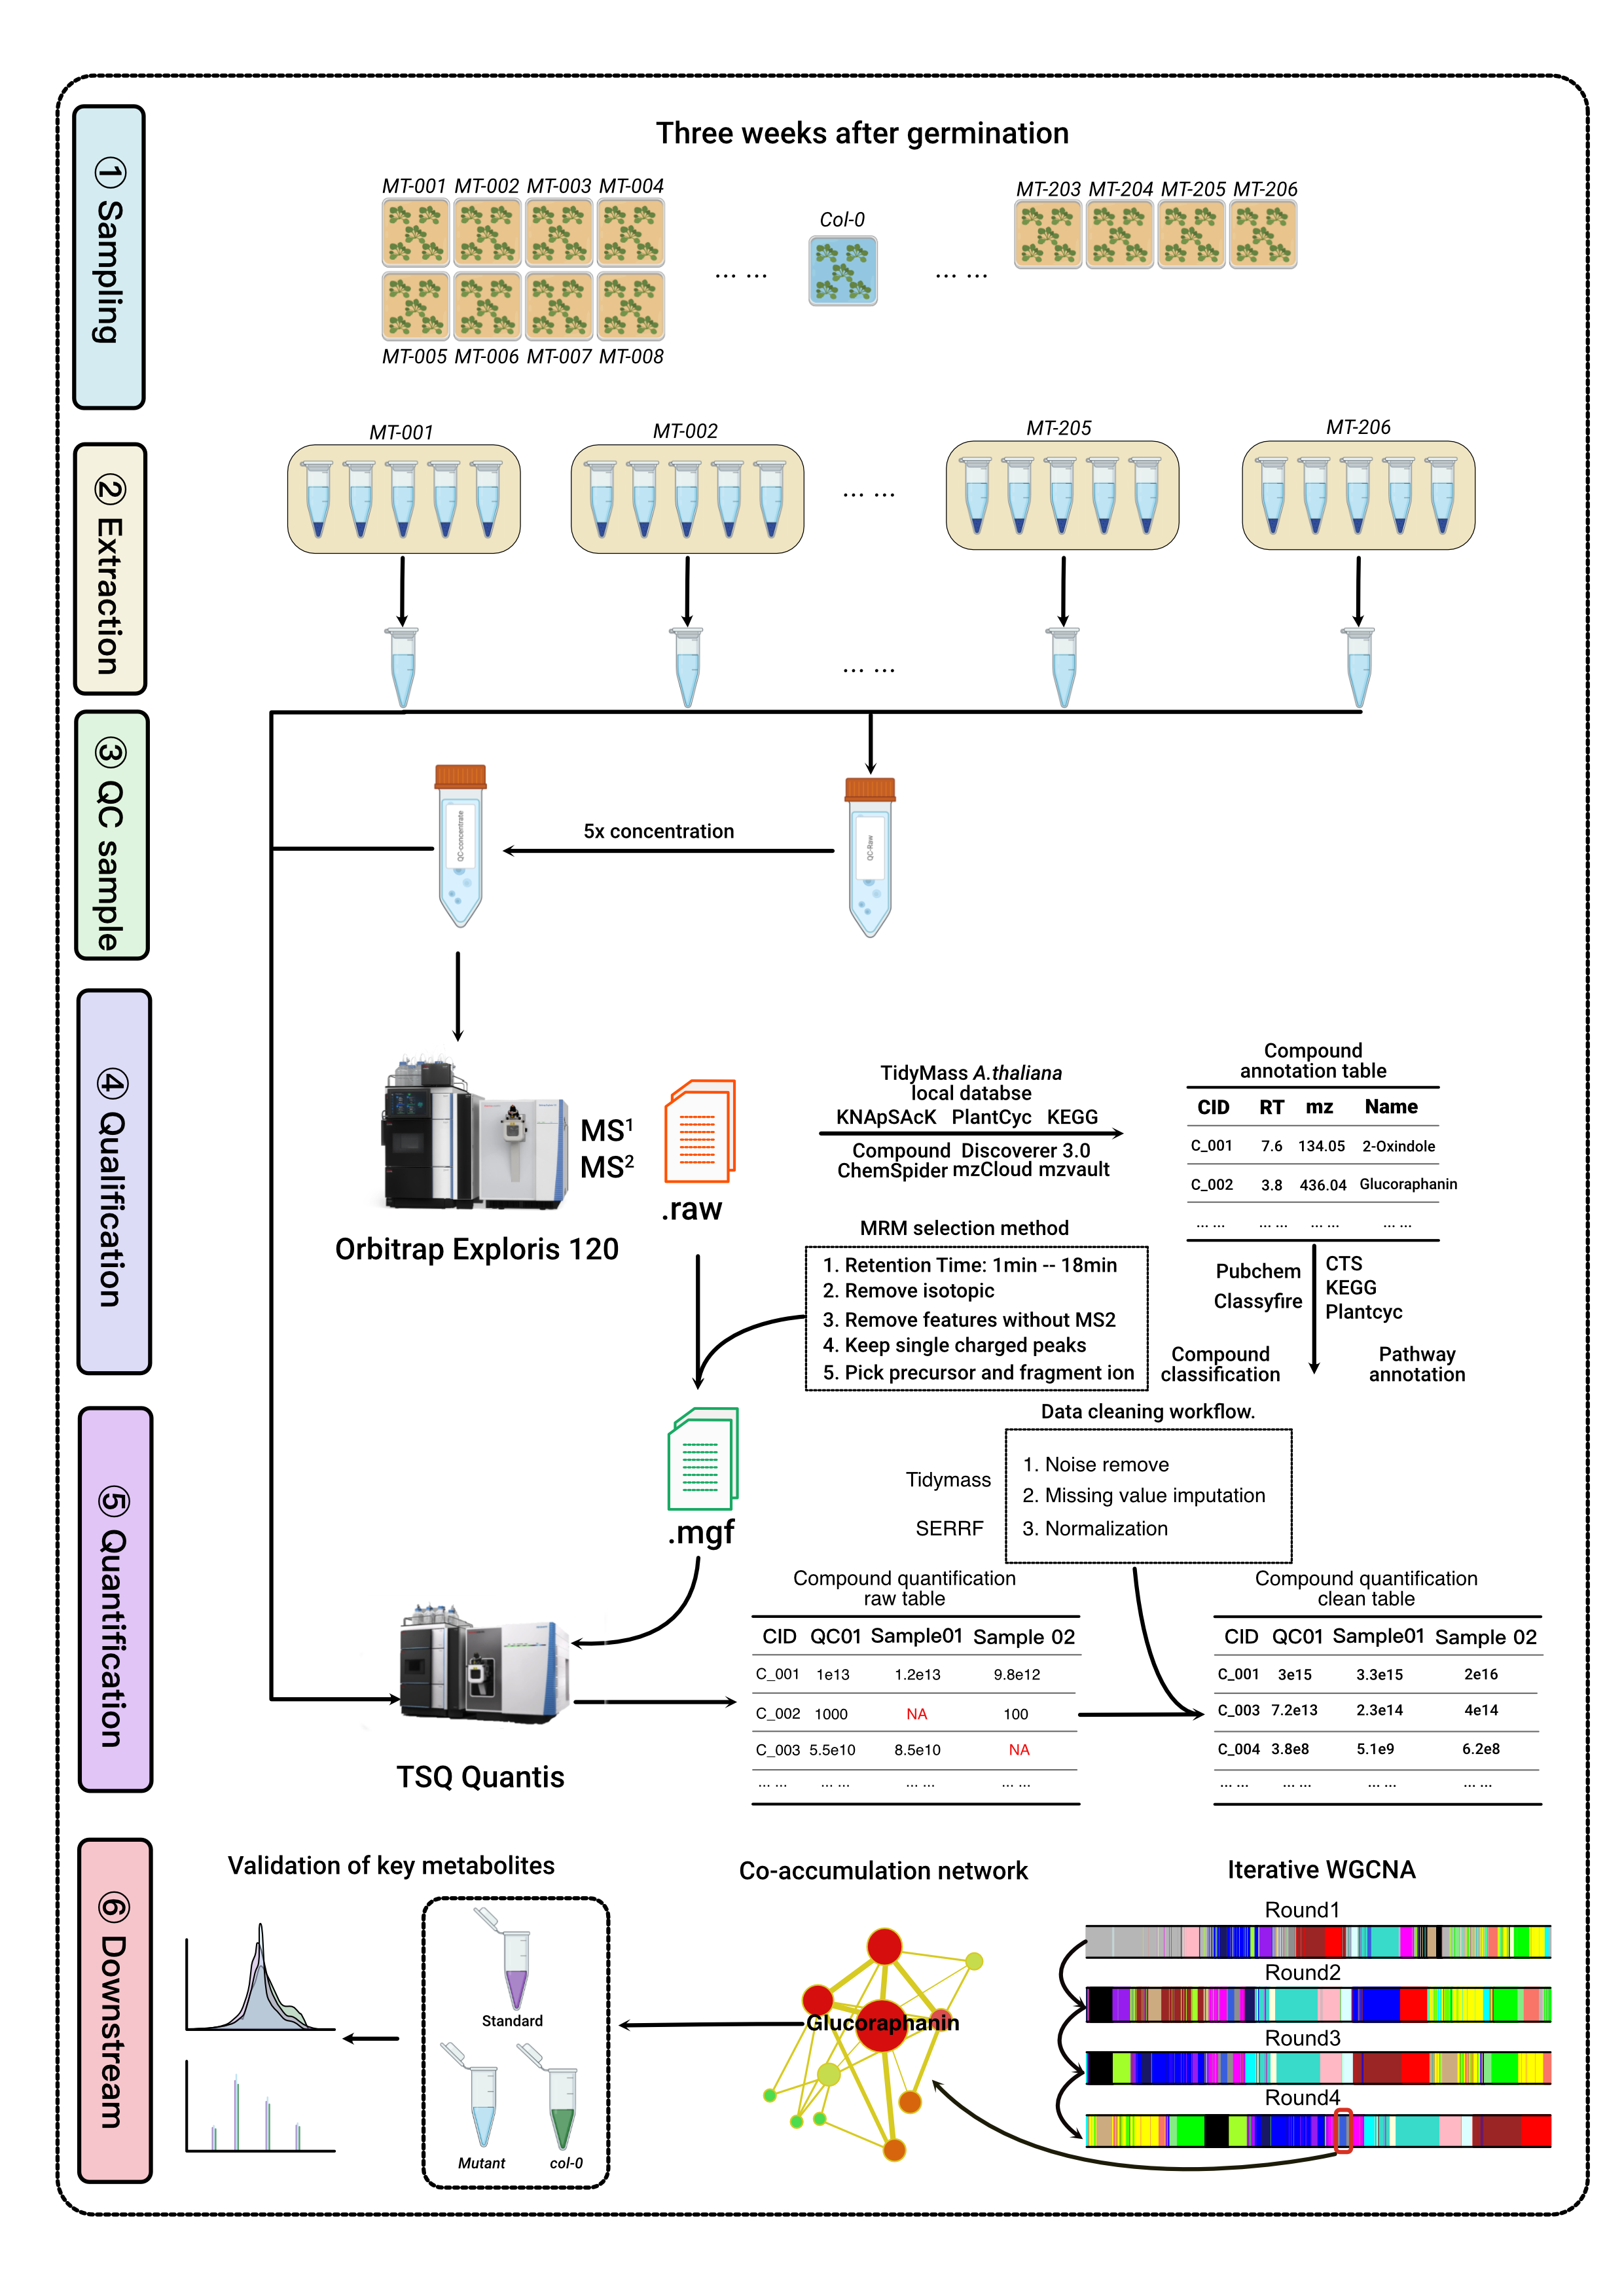 ① Sampling
Three weeks after germination
MT-001 MT-002 MT-003 MT-004
MT-005 MT-006 MT-007 MT-008
... ...
Col-0
... ...
MT-203 MT-204 MT-205 MT-206
② Extraction
MT-001
MT-002
... ...
MT-205
MT-206
... ...
③ QC sample
QC-concentrate
5x concentration
QC-Raw
④ Qualification
Orbitrap Exploris 120
MS1
MS2
.raw
TidyMass A.thaliana
local databse
KNApSAcK PlantCyc KEGG
Compound Discoverer 3.0
ChemSpider mzCloud mzvault
Compound
annotation table
CID RT mz Name
C_001 7.6 134.05 2-Oxindole
C_002 3.8 436.04 Glucoraphanin
... ... ... ... ... ... ... ...
MRM selection method
1. Retention Time: 1min -- 18min
2. Remove isotopic
3. Remove features without MS2
4. Keep single charged peaks
5. Pick precursor and fragment ion
Pubchem
Classyfire
CTS
KEGG
Plantcyc
Compound
classification
Pathway
annotation
⑤ Quantification
.mgf
Data cleaning workflow.
Tidymass
SERRF
1. Noise remove
2. Missing value imputation
3. Normalization
TSQ Quantis
Compound quantification
raw table
CID QC01 Sample01 Sample 02
C_001 1e13 1.2e13 9.8e12
C_002 1000 NA 100
C_003 5.5e10 8.5e10 NA
... ... ... ... ... ... ... ...
Compound quantification
clean table
CID QC01 Sample01 Sample 02
C_001 3e15 3.3e15 2e16
C_003 7.2e13 2.3e14 4e14
C_004 3.8e8 5.1e9 6.2e8
... ... ... ... ... ... ... ...
⑥ Downstream
Validation of key metabolites
Standard
Mutant
col-0
Co-accumulation network
Glucoraphanin
Iterative WGCNA
Round1
Round2
Round3
Round4